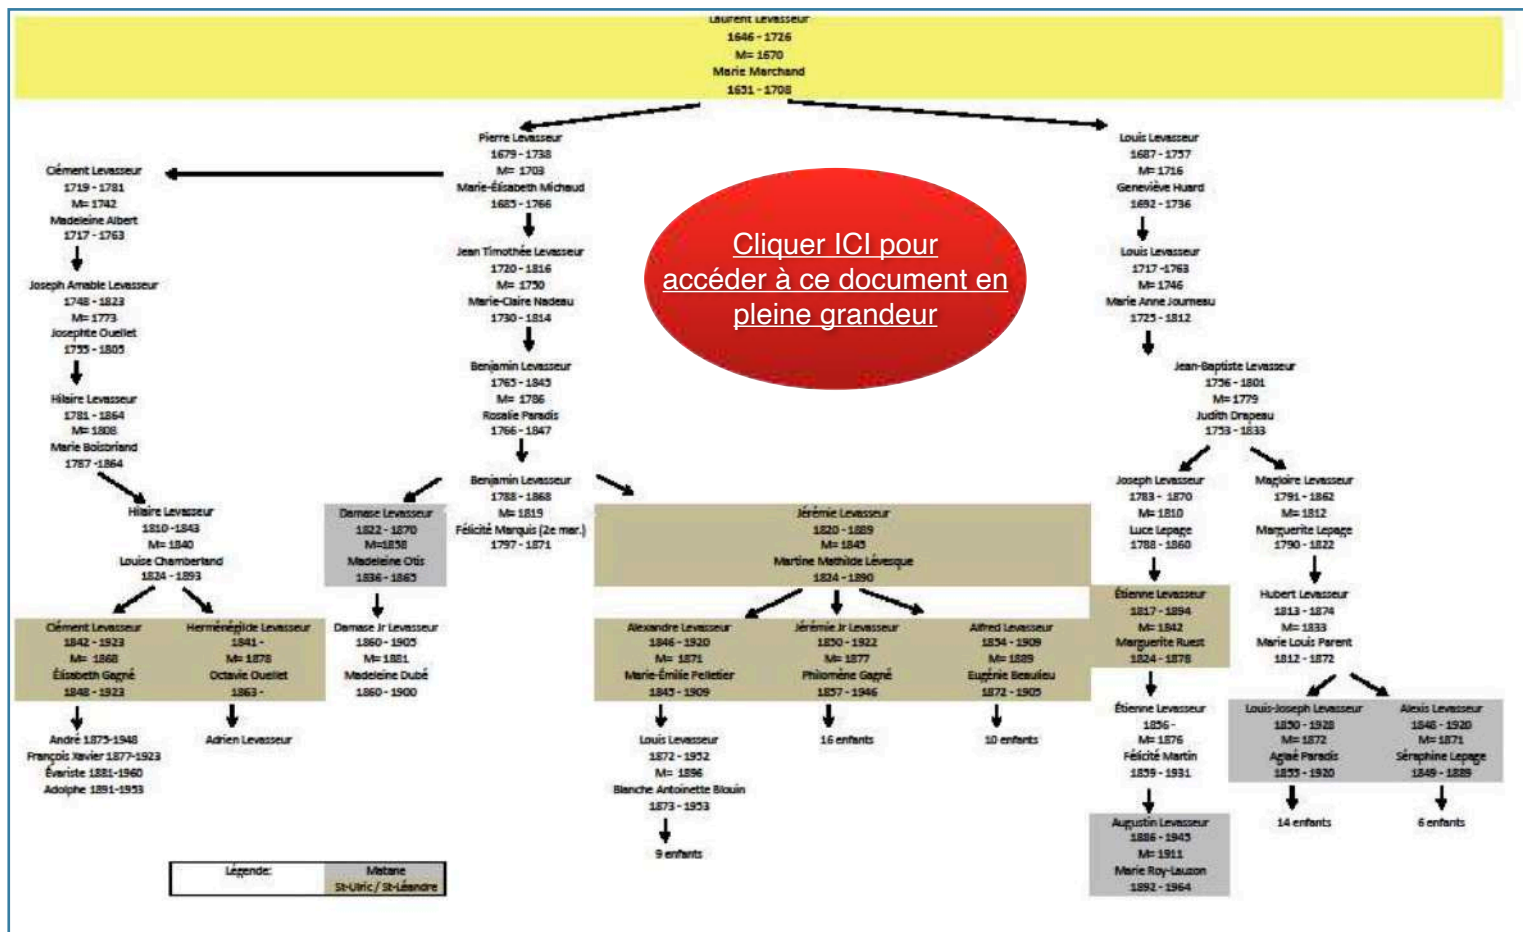 Laurent Levasseur
1646 - 1726
M= 1670
Marie Marchand
1651 - 1708
Pierre Levasseur
1679 - 1738
M= 1703
Marie-Élisabeth Michaud
1685 - 1766
Louis Levasseur
1687 - 1757
M= 1716
Geneviève Huard
1692 - 1736
Clément Levasseur
1719 - 1781
M= 1742
Madeleine Albert
1717 - 1763
Cliquer ICI pour
accéder à ce document en
pleine grandeur
Jean Timothée Levasseur
1720 - 1816
M= 1750
Marie-Claire Nadeau
1730 - 1814
Louis Levasseur
1717 -1763
M= 1746
Marie Anne Journeau
1725 - 1812
Joseph Amable Levasseur
1748 - 1823
M= 1773
Josephte Ouellet
1755 - 1805
Benjamin Levasseur
1765 - 1845
M= 1786
Rosalie Paradis
1766 - 1847
Jean-Baptiste Levasseur
1756 - 1801
M= 1779
Judith Drapeau
1753 - 1833
Hilaire Levasseur
1781 - 1864
M= 1808
Marie Boisbriand
1787 -1864
Hilaire Levasseur
1810 -1843
M= 1840
Louise Chamberland
1824 - 1893
Damase Levasseur
1822 - 1870
M=1858
Madeleine Otis
1836 - 1865
Benjamin Levasseur
1788 - 1868
M= 1819
Félicité Marquis (2e mar.)
1797 - 1871
Jérémie Levasseur
1820 - 1889
M= 1845
Martine Mathilde Lévesque
1824 - 1890
Joseph Levasseur
1783 - 1870
M= 1810
Luce Lepage
1788 - 1860
Magloire Levasseur
1791 - 1862
M= 1812
Marguerite Lepage
1790 - 1822
Clément Levasseur
1842 - 1923
M= 1868
Élisabeth Gagné
1848 - 1923
Herménégilde Levasseur
1841 -
M= 1878
Octavie Ouellet
1863 -
Damase Jr Levasseur
1860 - 1905
M= 1881
Madeleine Dubé
1860 - 1900
Alexandre Levasseur
1846 - 1920
M= 1871
Marie-Émilie Pelletier
1845 - 1909
Jérémie Jr Levasseur
1850 - 1922
M= 1877
Philomène Gagné
1857 - 1946
Alfred Levasseur
1854 - 1909
M= 1889
Eugénie Beaulieu
1872 - 1905
Étienne Levasseur
1817 - 1894
M= 1842
Marguerite Ruest
1824 - 1878
Hubert Levasseur
1813 - 1874
M= 1833
Marie Louis Parent
1812 - 1872
André 1875-1948
François Xavier 1877-1923
Évariste 1881-1960
Adolphe 1891-1953
Adrien Levasseur
Louis Levasseur
1872 - 1952
M= 1896
Blanche Antoinette Blouin
1873 - 1953
9 enfants
16 enfants
10 enfants
Étienne Levasseur
1856 -
M= 1876
Félicité Martin
1859 - 1931
Louis-Joseph Levasseur
1850 - 1928
M= 1872
Aglaé Paradis
1855 - 1920
14 enfants
Alexis Levasseur
1848 - 1920
M= 1871
Séraphine Lepage
1849 - 1889
6 enfants
Augustin Levasseur
1886 - 1945
M= 1911
Marie Roy-Lauzon
1892 - 1964
Légende:
Matane
St-Ulric / St-Léandre